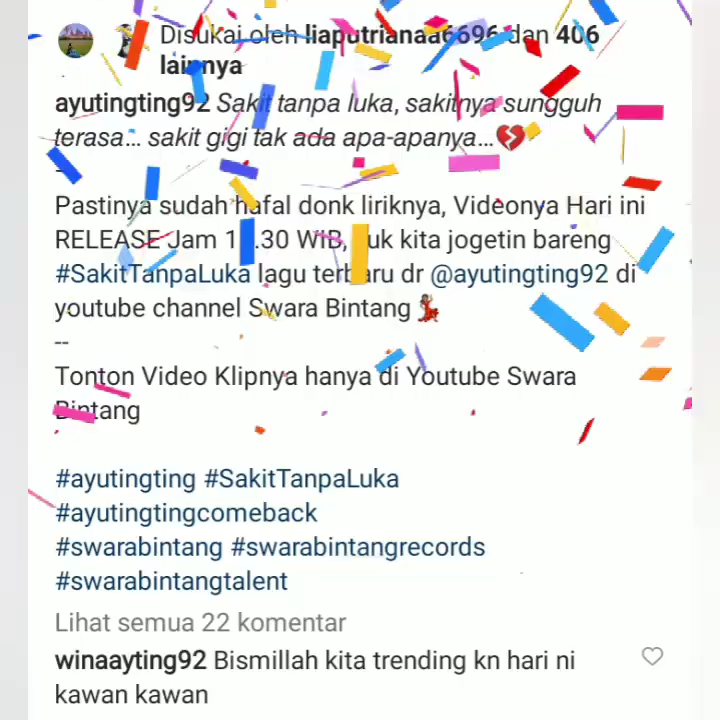 Disukai oleh liaputrianaa6696 dan 406
lainnya
ayutingting92 Sakit tanpa luka, sakitnya sungguh
terasa... sakit gigi tak ada apa-apanya...💔
--
Pastinya sudah hafal donk liriknya, Videonya Hari ini
RELEASE Jam .30 WIB, kita jogetin bareng
#SakitTanpaLuka lagu terbaru dr @ayutingting92 di
youtube channel Swara Bintang💃
--
Tonton Video Klipnya hanya di Youtube Swara
Bintang
#ayutingting #SakitTanpaLuka
#ayutingtingcomeback
#swarabintang #swarabintangrecords
#swarabintangtalent
Lihat semua 22 komentar
winaayting92 Bismillah kita trending kn hari ni
kawan kawan